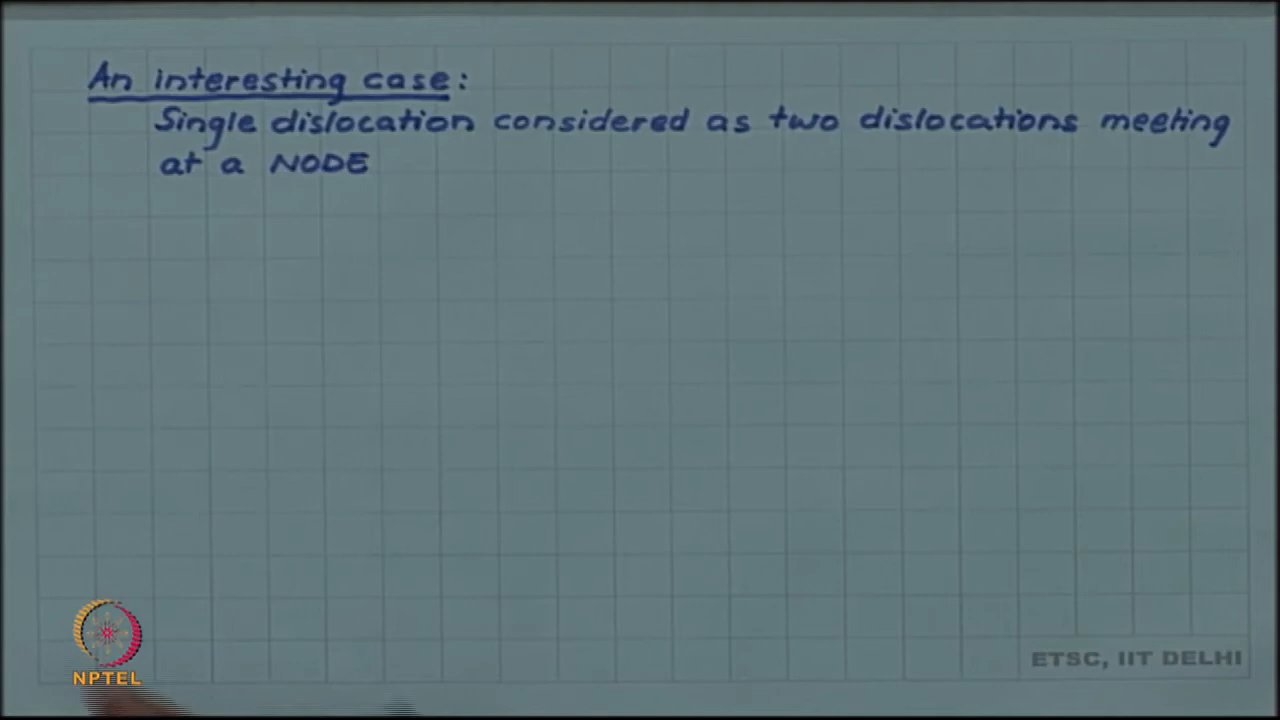 An interesting case:
Single dislocation considered as two dislocations meeting
at a NODE
NPTEL
ETSC, IIT DELHI